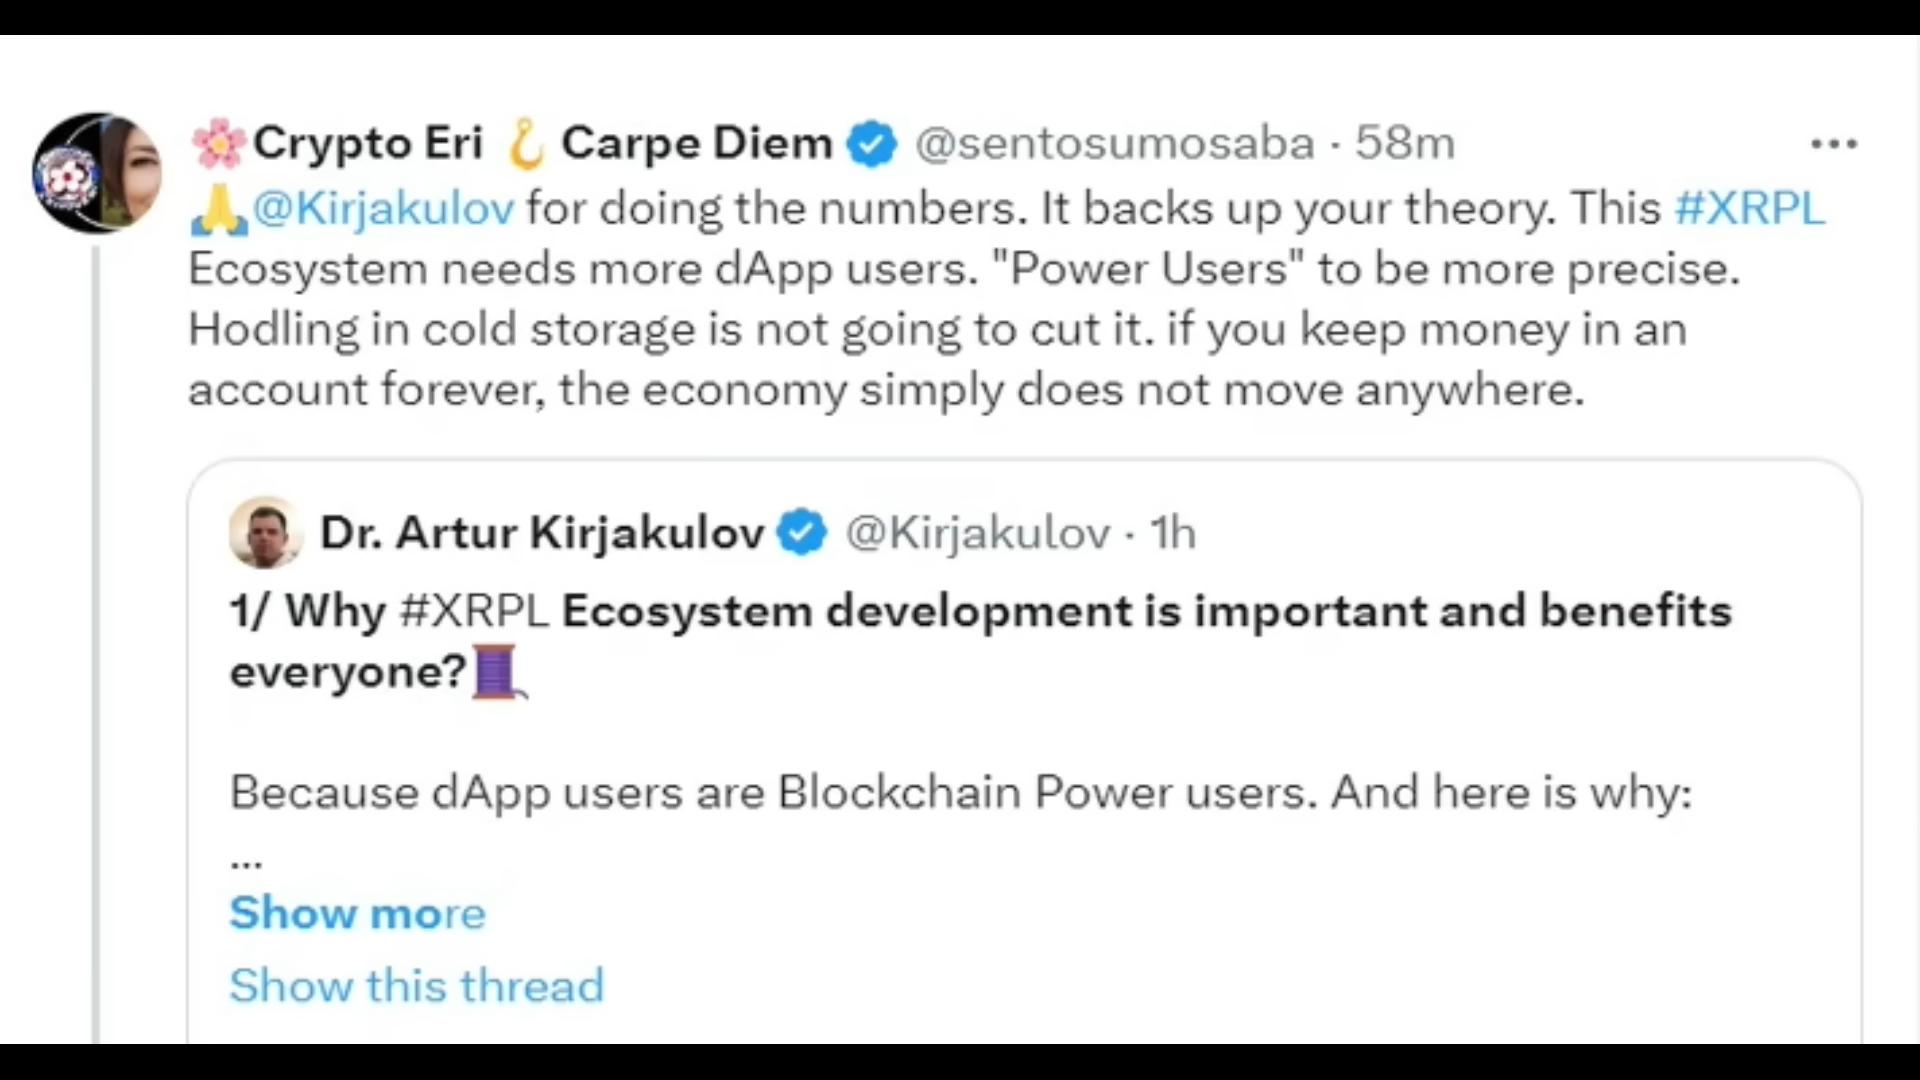 🌸Crypto Eri 🪝 Carpe Diem @sentosumosaba · 58m ...
🙏@Kirjakulov for doing the numbers. It backs up your theory. This #XRPL
Ecosystem needs more dApp users. "Power Users" to be more precise.
Hodling in cold storage is not going to cut it. if you keep money in an
account forever, the economy simply does not move anywhere.
Dr. Artur Kirjakulov @Kirjakulov · 1h
1/ Why #XRPL Ecosystem development is important and benefits
everyone?🧵
Because dApp users are Blockchain Power users. And here is why:
...
Show more
Show this thread